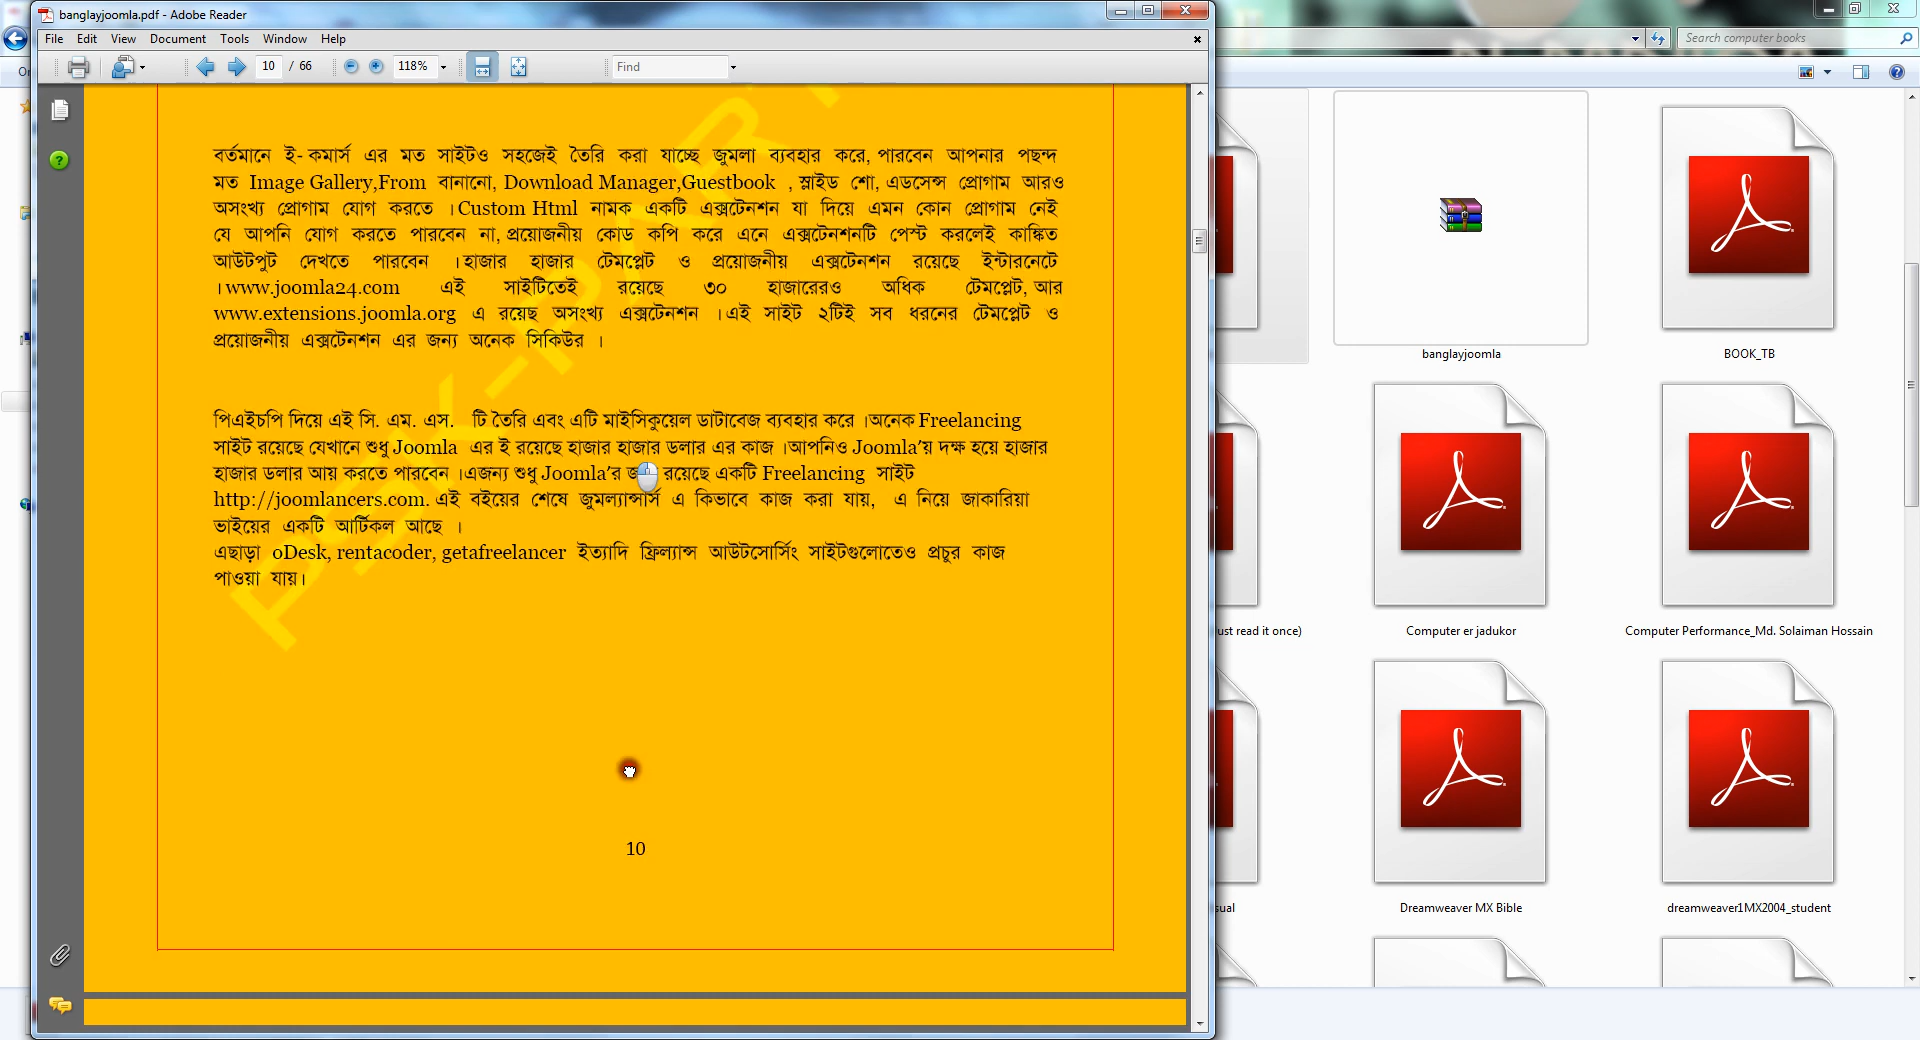 banglayjoomla.pdf - Adobe Reader
File Edit View Document Tools Window Help
10 / 66 118% Find
Search computer books
বর্তমানে ই- কমার্স এর মত সাইটও সহজেই তৈরি করা যাচ্ছে জুমলা ব্যবহার করে, পারবেন আপনার পছন্দ
মত Image Gallery,From বানানো, Download Manager,Guestbook , স্লাইড শো, এডসেন্স প্রোগাম আরও
অসংখ্য প্রোগাম যোগ করতে ।Custom Html নামক একটি এক্সটেনশন যা দিয়ে এমন কোন প্রোগাম নেই
যে আপনি যোগ করতে পারবেন না, প্রয়োজনীয় কোড কপি করে এনে এক্সটেনশনটি পেস্ট করলেই কাঙ্কিত
আউটপুট দেখতে পারবেন ।হাজার হাজার টেমপ্লেট ও প্রয়োজনীয় এক্সটেনশন রয়েছে ইন্টারনেটে
।www.joomla24.com এই সাইটিতেই রয়েছে ৩০ হাজারেরও অধিক টেমপ্লেট, আর
www.extensions.joomla.org এ রয়েছ অসংখ্য এক্সটেনশন ।এই সাইট ২টিই সব ধরনের টেমপ্লেট ও
প্রয়োজনীয় এক্সটেনশন এর জন্য অনেক সিকিউর ।
পিএইচপি দিয়ে এই সি. এম. এস. টি তৈরি এবং এটি মাইসিকুয়েল ডাটাবেজ ব্যবহার করে ।অনেক Freelancing
সাইট রয়েছে যেখানে শুধু Joomla এর ই রয়েছে হাজার হাজার ডলার এর কাজ ।আপনিও Joomla’য় দক্ষ হয়ে হাজার
হাজার ডলার আয় করতে পারবেন ।এজন্য শুধু Joomla’র রয়েছে একটি Freelancing সাইট
http://joomlancers.com. এই বইয়ের শেষে জুমল্যান্সার্স এ কিভাবে কাজ করা যায়, এ নিয়ে জাকারিয়া
ভাইয়ের একটি আর্টিকল আছে ।
এছাড়া oDesk, rentacoder, getafreelancer ইত্যাদি ফ্রিল্যান্স আউটসোর্সিং সাইটগুলোতেও প্রচুর কাজ
পাওয়া যায়।
10
banglayjoomla
BOOK_TB
ust read it once)
Computer er jadukor
Computer Performance_Md. Solaiman Hossain
sual
Dreamweaver MX Bible
dreamweaver1MX2004_student